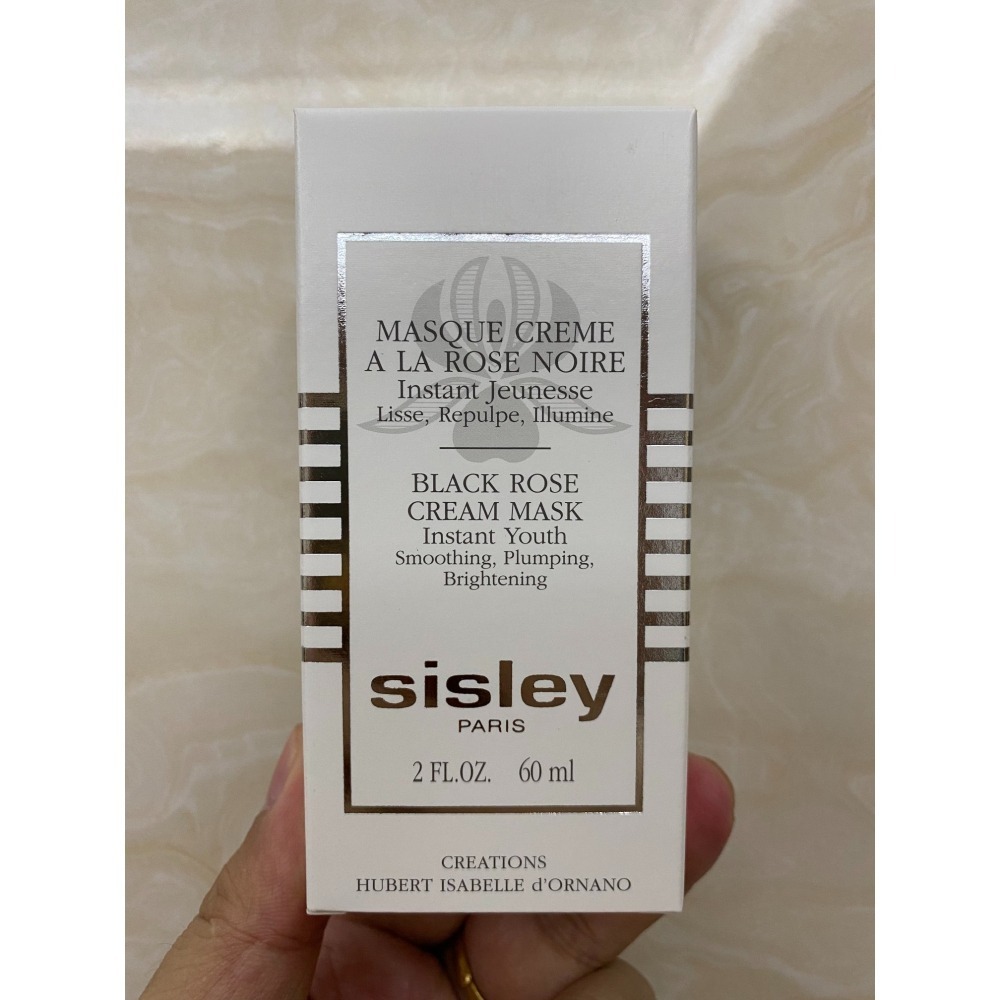 MASQUE CREME
A LA ROSE NOIRE
Instant Jeunesse
Lisse, Repulpe, Illumine
BLACK ROSE
CREAM MASK
Instant Youth
Smoothing, Plumping,
Brightening
sisley
PARIS
2 FL.OZ. 60 ml
CREATIONS
HUBERT ISABELLE d'ORNANO